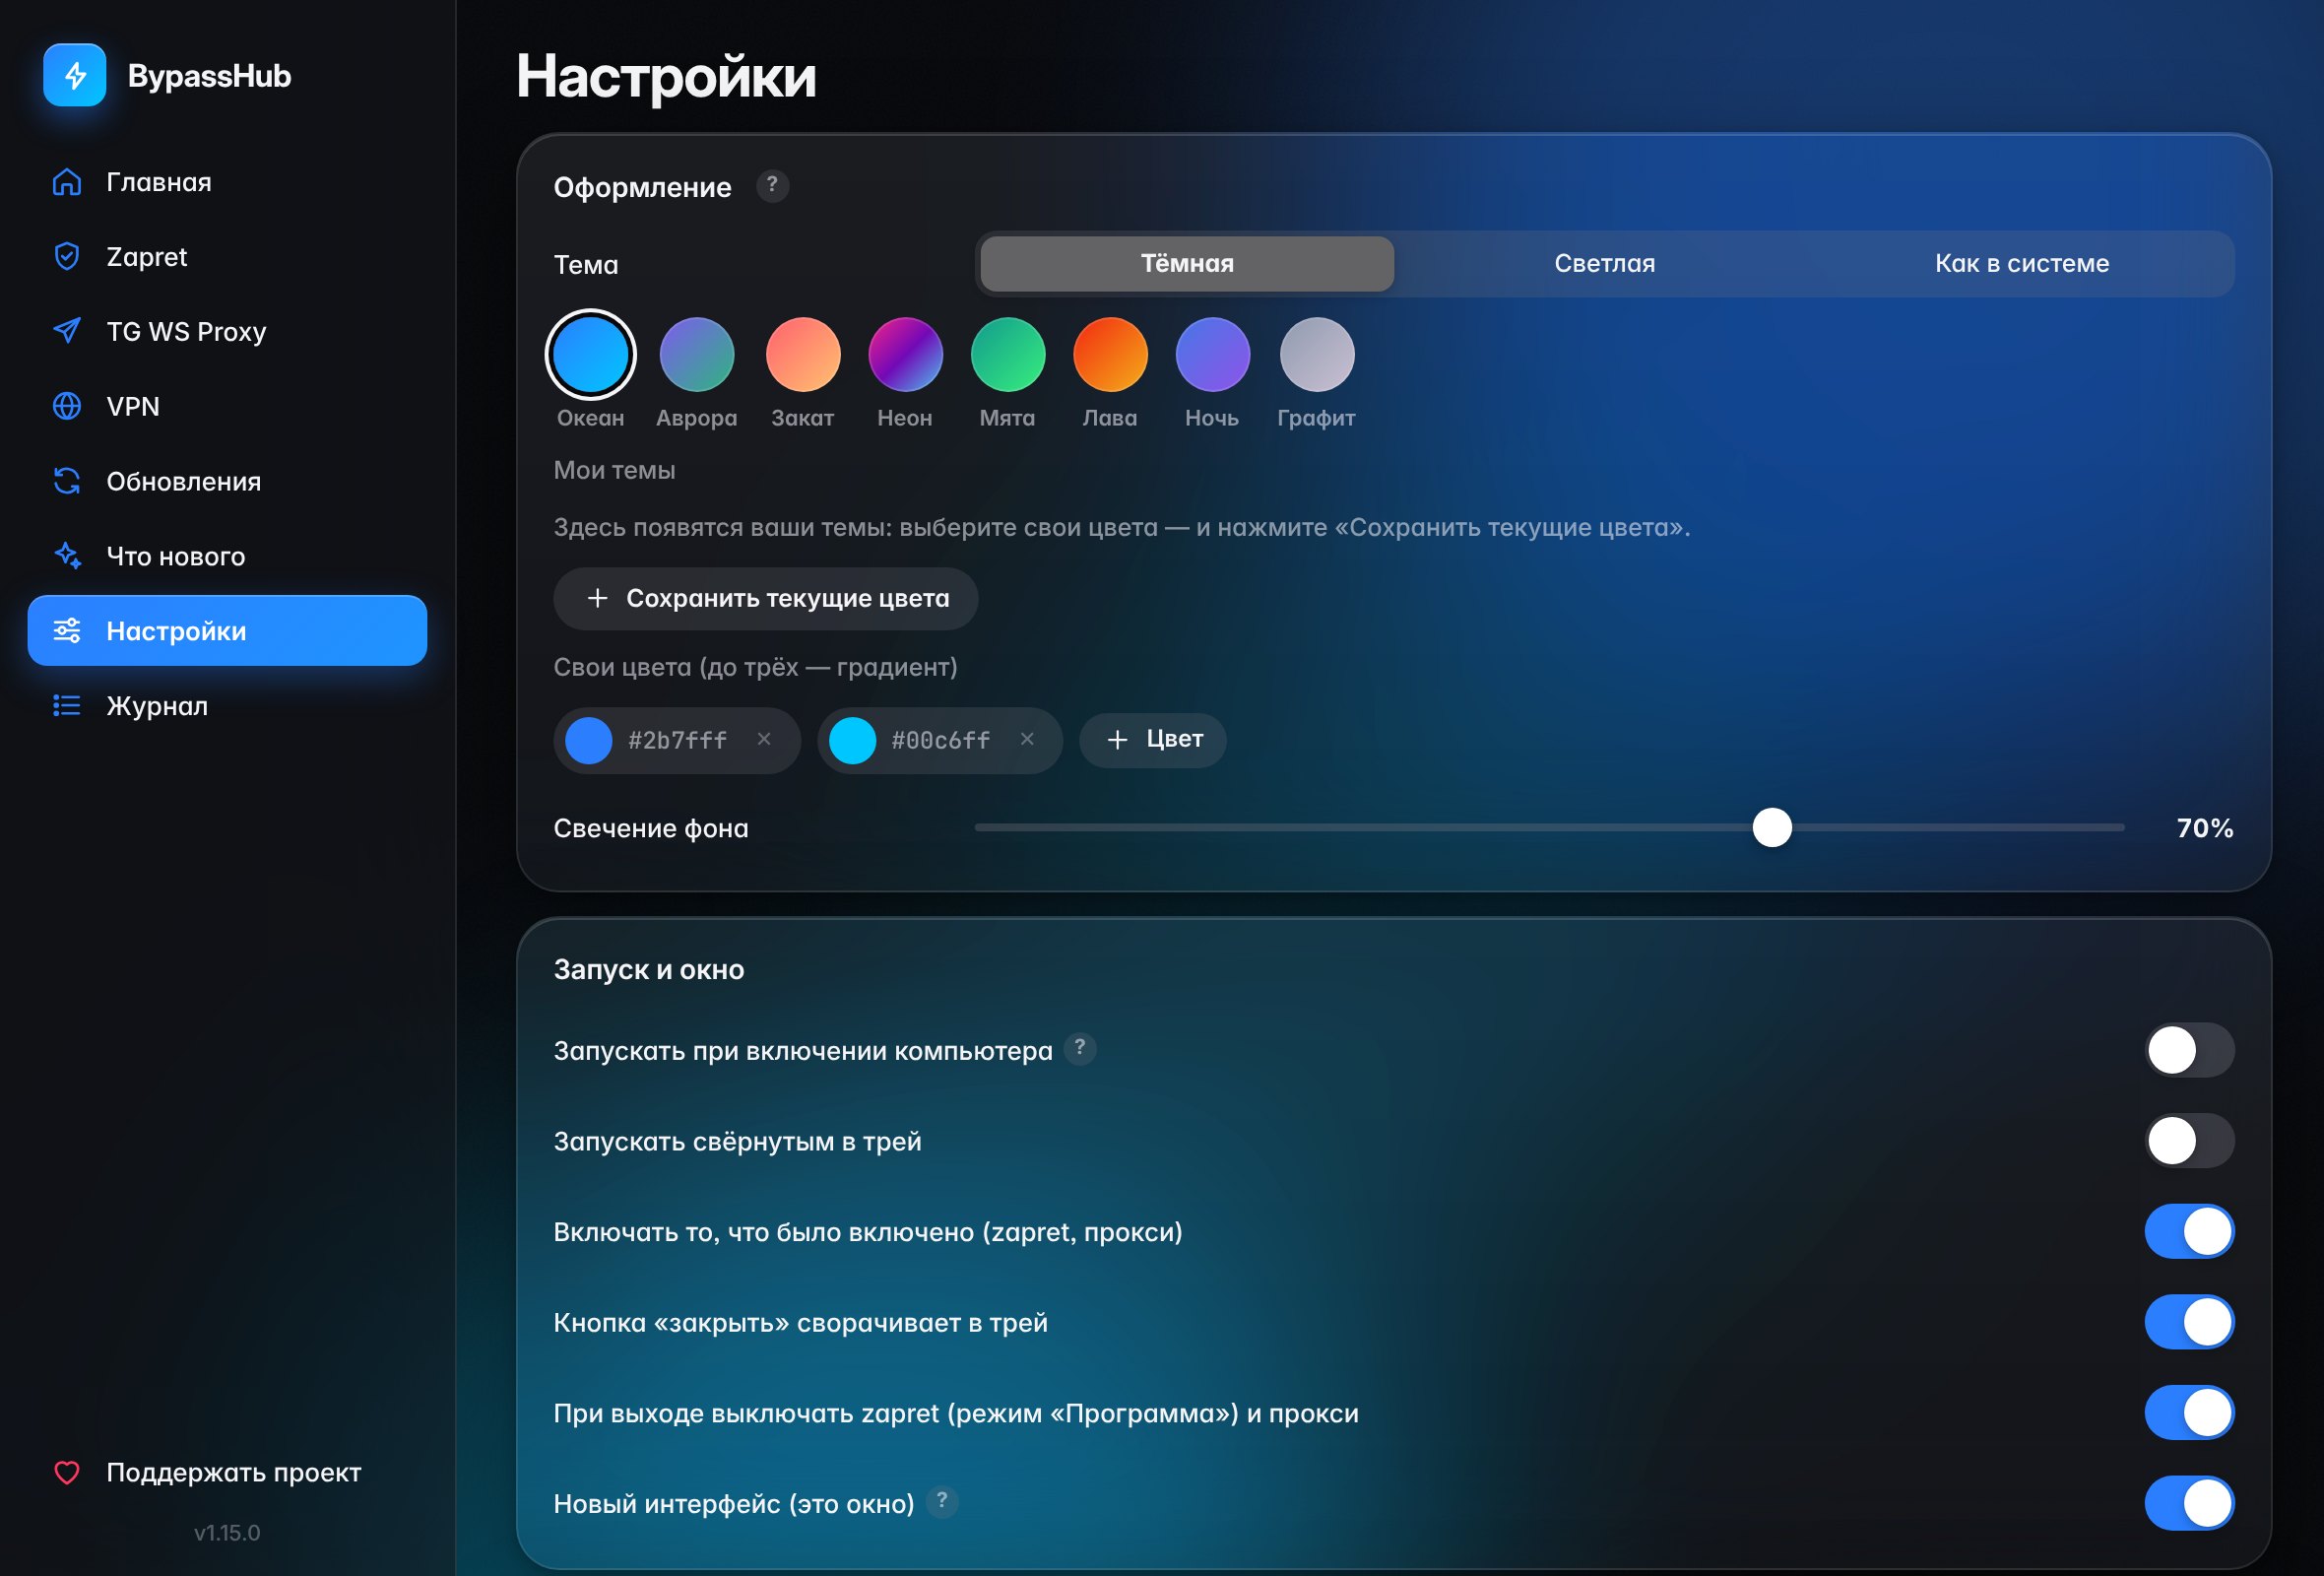 BypassHub
Главная
Zapret
TG WS Proxy
VPN
Обновления
Что нового
Настройки
Журнал
Поддержать проект
v1.15.0
Настройки
Оформление ?
Тема Тёмная Светлая Как в системе
Океан Аврора Закат Неон Мята Лава Ночь Графит
Мои темы
Здесь появятся ваши темы: выберите свои цвета — и нажмите «Сохранить текущие цвета».
+ Сохранить текущие цвета
Свои цвета (до трёх — градиент)
#2b7fff × #00c6ff × + Цвет
Свечение фона 70%
Запуск и окно
Запускать при включении компьютера ?
Запускать свёрнутым в трей
Включать то, что было включено (zapret, прокси)
Кнопка «закрыть» сворачивает в трей
При выходе выключать zapret (режим «Программа») и прокси
Новый интерфейс (это окно) ?